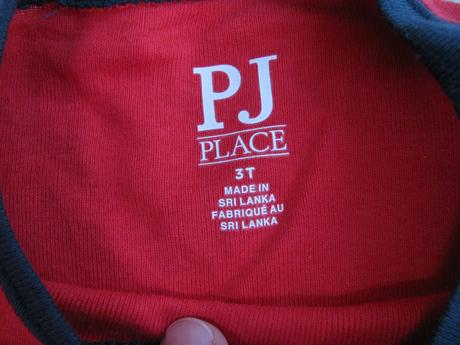 PJ
PLACE
3T
MADE IN
SRI LANKA
FABRIQUÉ AU
SRI LANKA